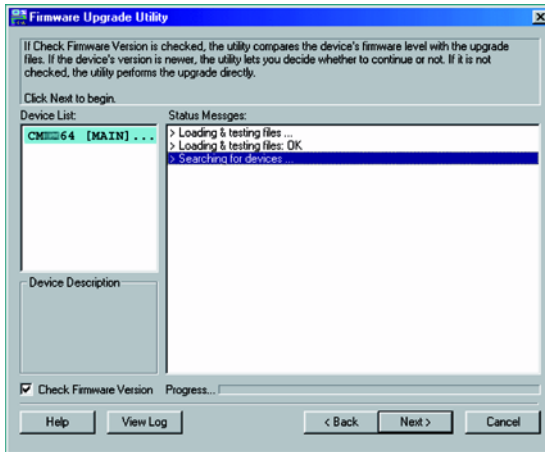 Firmware Upgrade Utility
If Check Firmware Version is checked, the utility compares the device's firmware level with the upgrade
files. If the device's version is newer, the utility lets you decide whether to continue or not. If it is not
checked, the utility performs the upgrade directly.
Click Next to begin.
Device List:
[MAIN] ...
Status Messges:
> Loading & testing files ...
> Loading & testing files: OK
> Searching for devices ...
Device Description
Check Firmware Version
Progress...
Help
View Log
< Back
Next >
Cancel